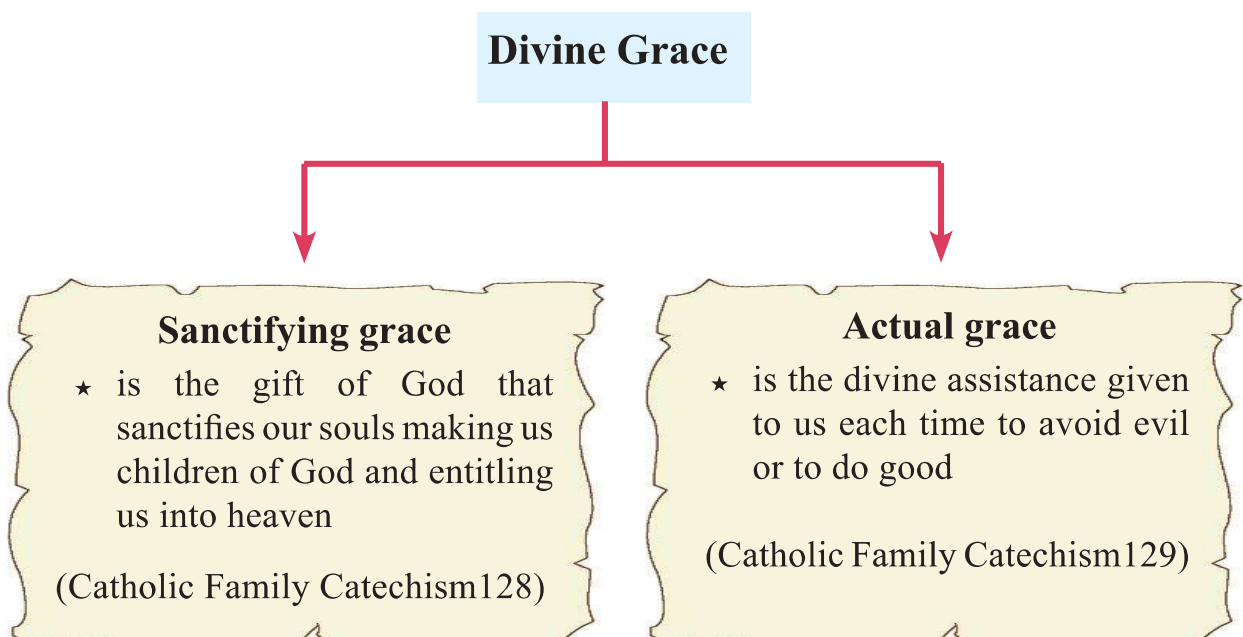 Divine Grace
Sanctifying grace
★ is the gift of God that
sanctifies our souls making us
children of God and entitling
us into heaven
(Catholic Family Catechism128)
Actual grace
★ is the divine assistance given
to us each time to avoid evil
or to do good
(Catholic Family Catechism129)